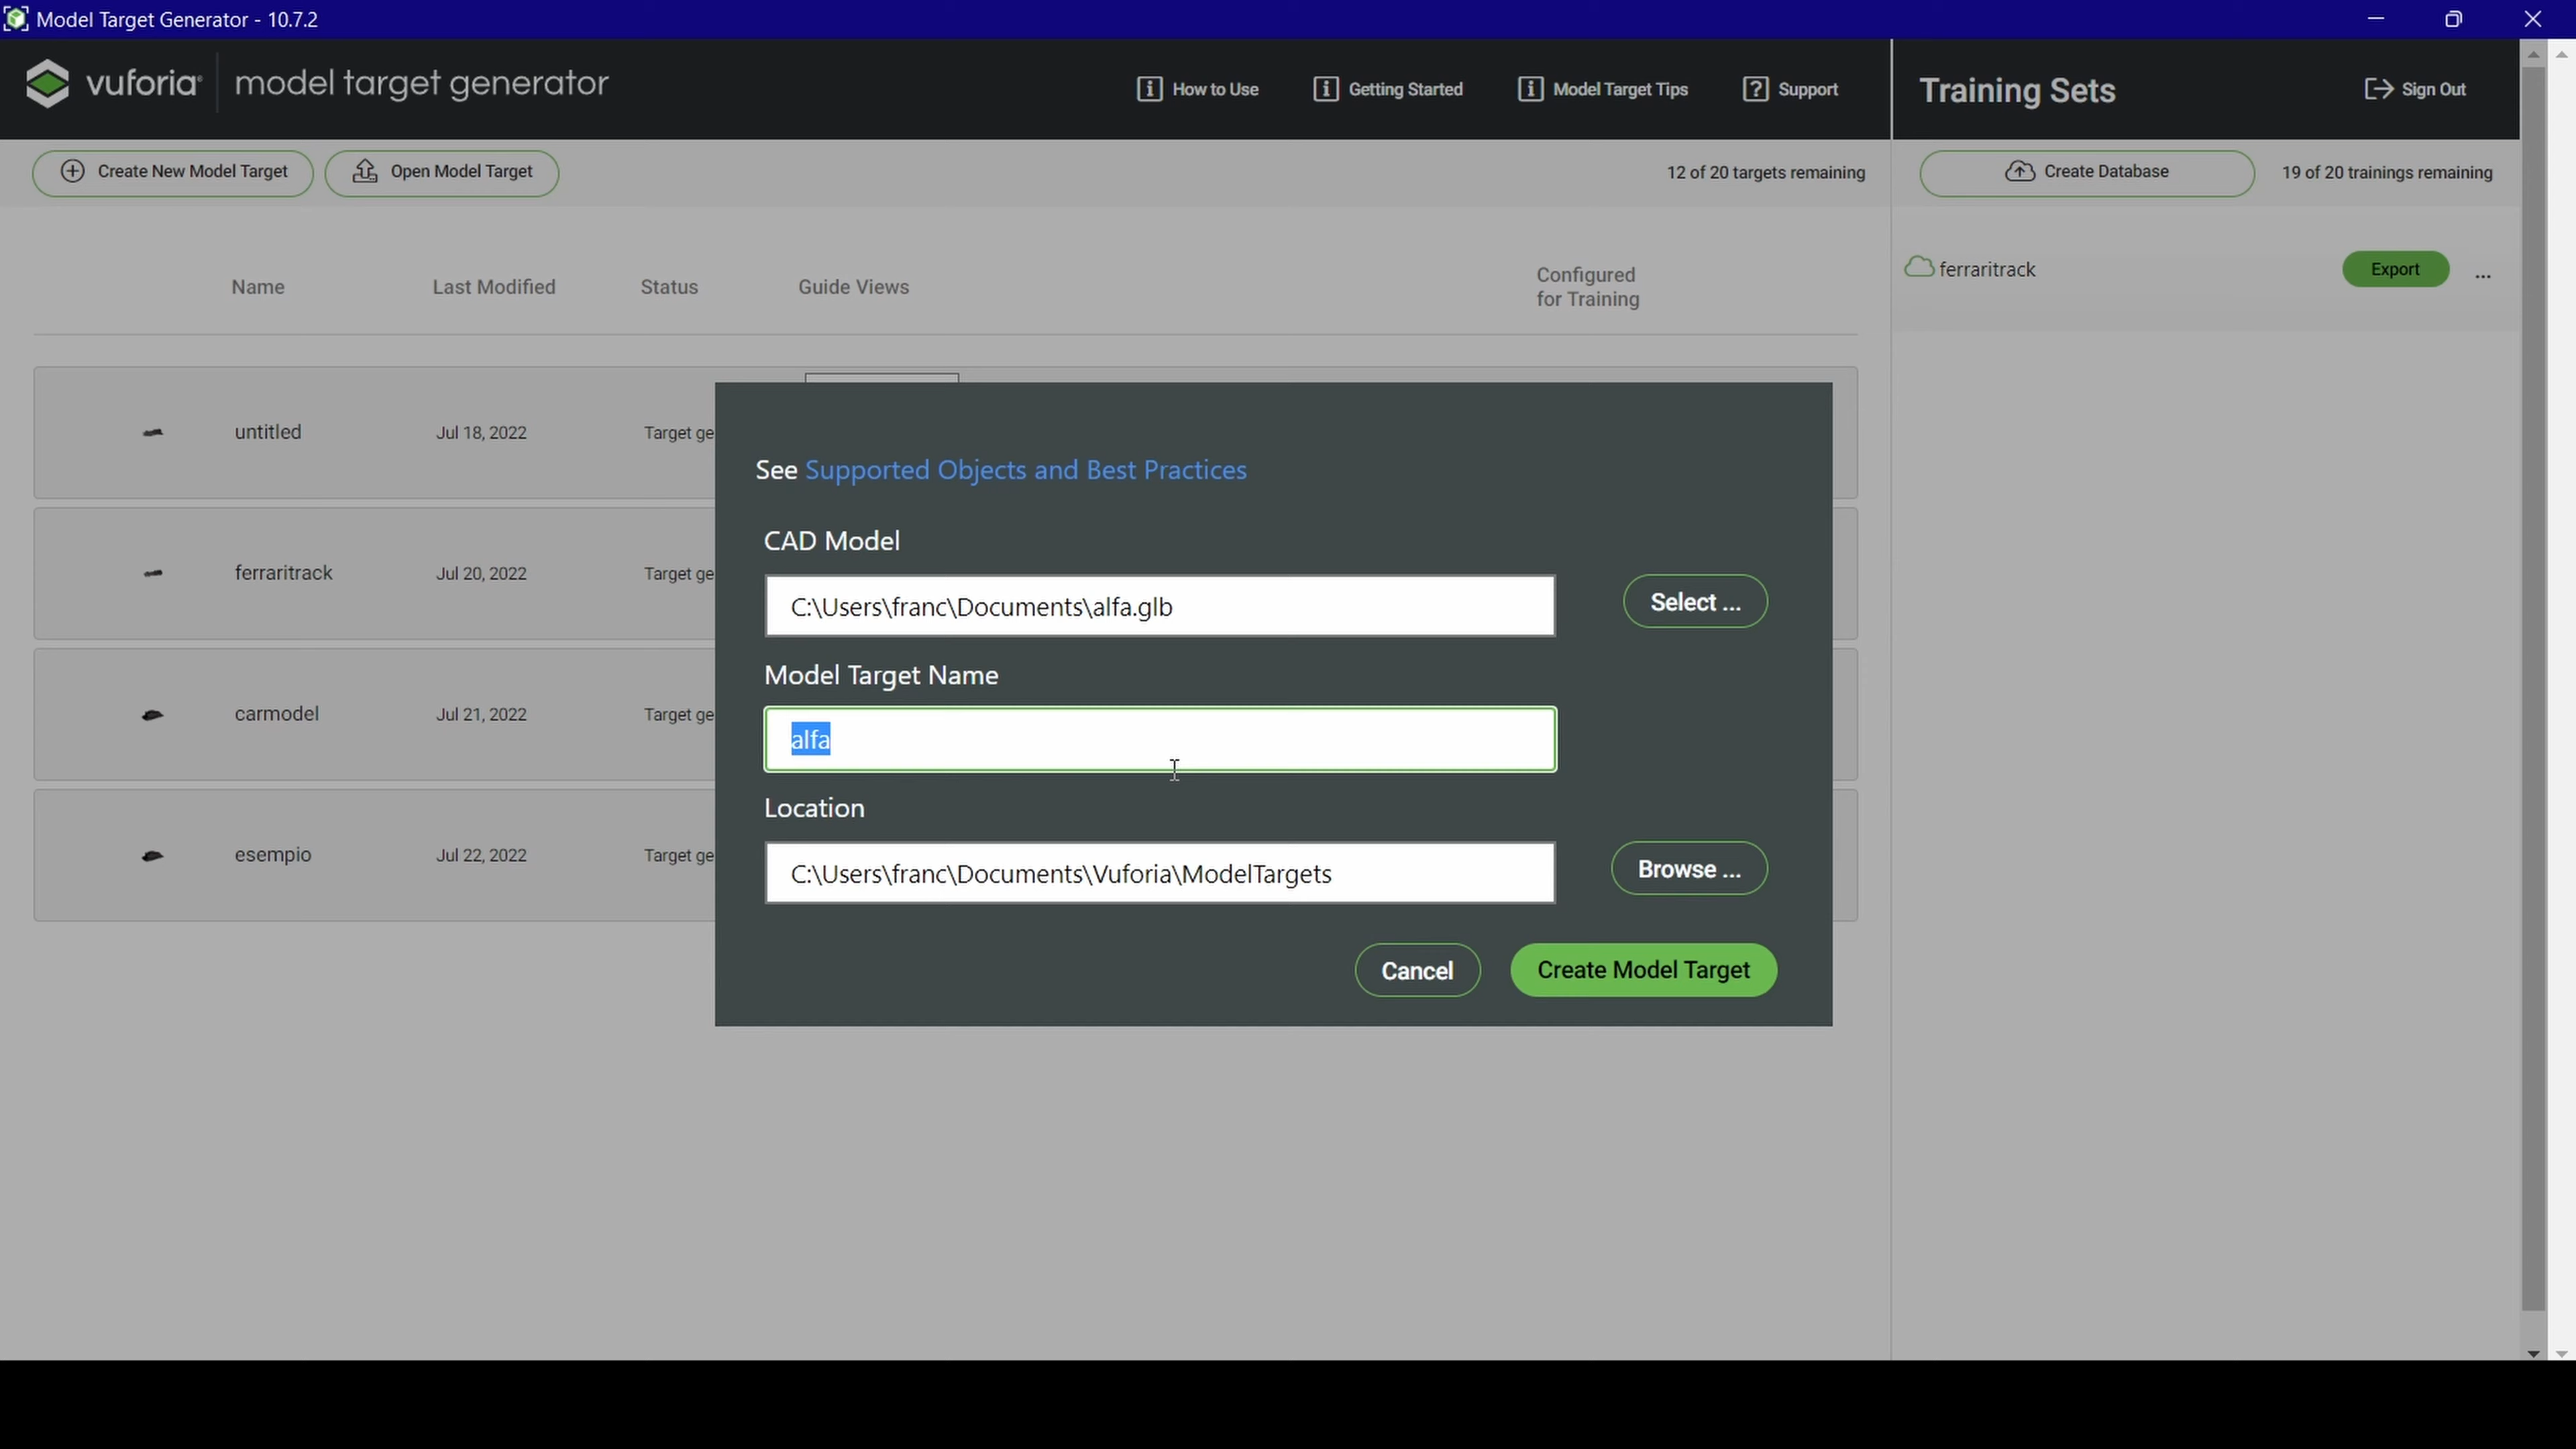 Model Target Generator - 10.7.2
vuforia® model target generator
How to Use
Getting Started
Model Target Tips
Support
Training Sets
Sign Out
Create New Model Target
Open Model Target
12 of 20 targets remaining
Create Database
19 of 20 trainings remaining
Name
Last Modified
Status
Guide Views
Configured
for Training
ferraritrack
Export
...
untitled
Jul 18, 2022
Target ge
ferraritrack
Jul 20, 2022
Target ge
carmodel
Jul 21, 2022
Target ge
esempio
Jul 22, 2022
Target ge
See Supported Objects and Best Practices
CAD Model
C:\Users\franc\Documents\alfa.glb
Select ...
Model Target Name
alfa
Location
C:\Users\franc\Documents\Vuforia\ModelTargets
Browse ...
Cancel
Create Model Target